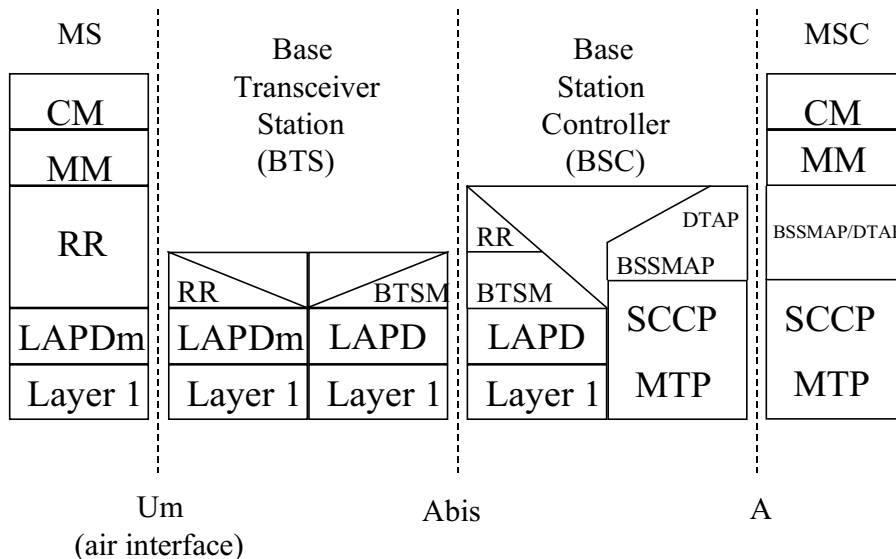 MS
CM
MM
RR
LAPDm
Layer 1
Base
Transceiver
Station
(BTS)
RR
BTSM
LAPDm
LAPD
Layer 1
Layer 1
Base
Station
Controller
(BSC)
RR
DTAP
BTSM
BSSMAP
LAPD
SCCP
Layer 1
MTP
MSC
CM
MM
BSSMAP/DTAP
SCCP
MTP
Um
(air interface)
Abis
A